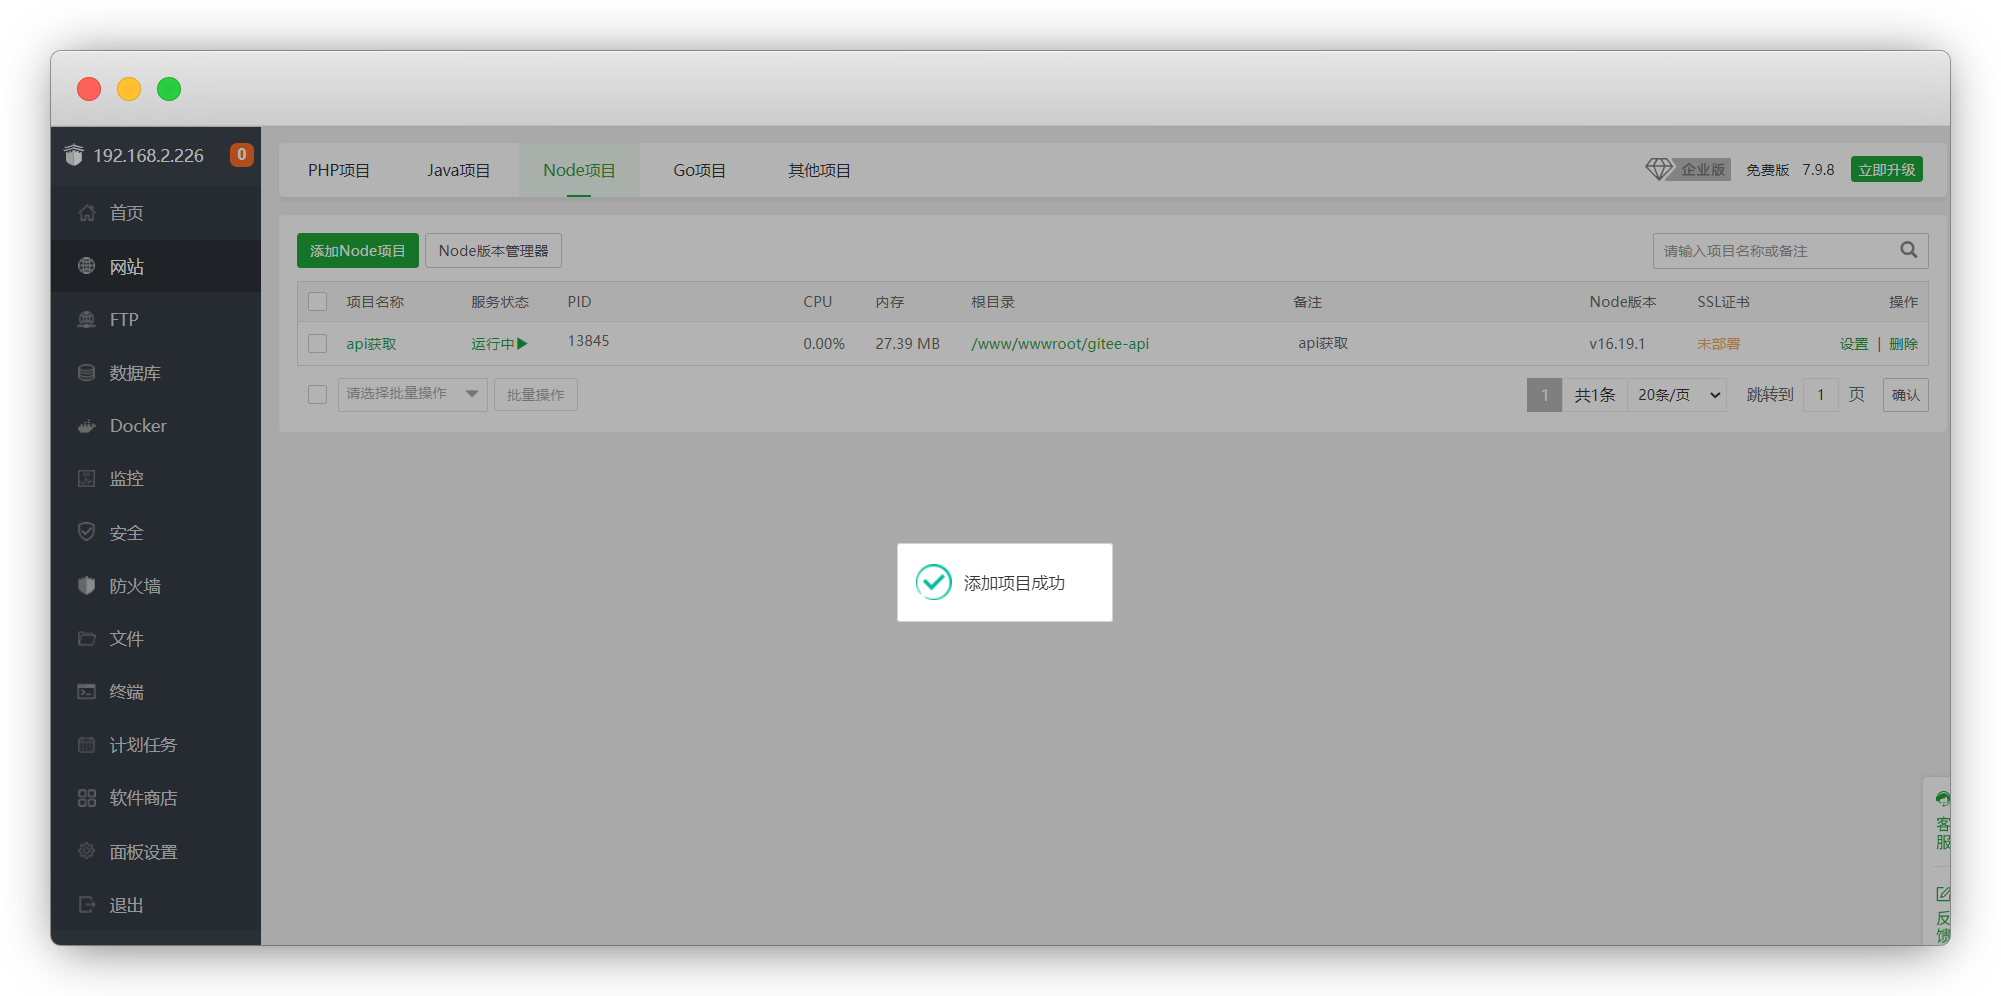 192.168.2.226 0
首页
网站
FTP
数据库
Docker
监控
安全
防火墙
文件
终端
计划任务
软件商店
面板设置
退出
PHP项目 Java项目 Node项目 Go项目 其他项目 企业版 免费版 7.9.8 立即升级
添加Node项目 Node版本管理器 请输入项目名称或备注
项目名称 服务状态 PID CPU 内存 根目录 备注 Node版本 SSL证书 操作
api获取 运行中 13845 0.00% 27.39 MB /www/wwwroot/gitee-api api获取 v16.19.1 未部署 设置 | 删除
请选择批量操作 批量操作 1 共1条 20条/页 跳转到 1 页 确认
添加项目成功
客
服
反
馈